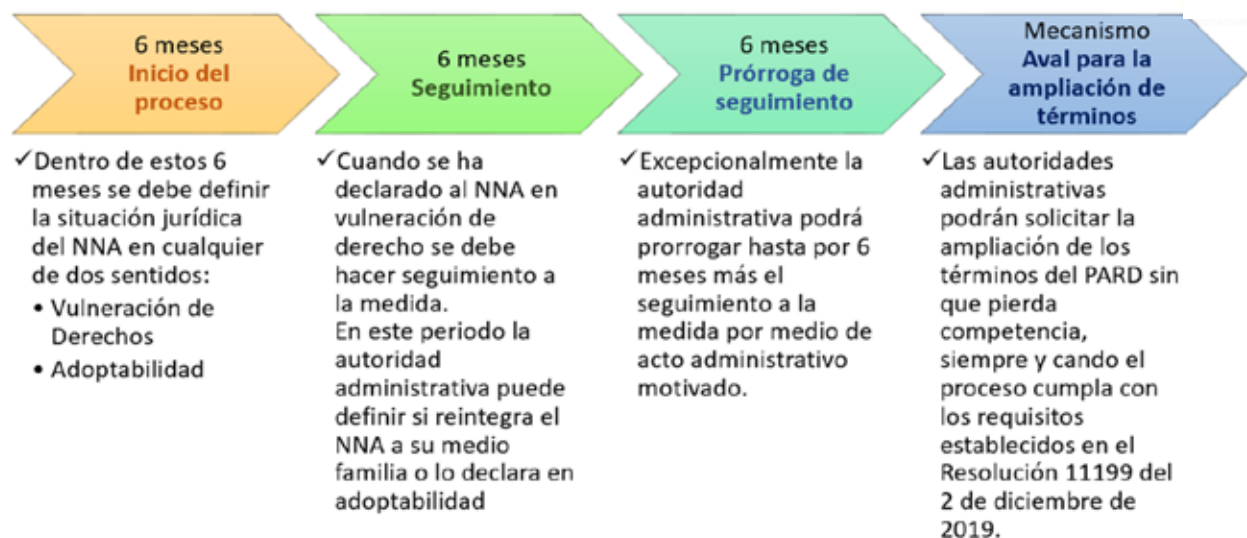 6 meses
Inicio del
proceso
✓Dentro de estos 6
meses se debe definir
la situación jurídica
del NNA en cualquier
de dos sentidos:
• Vulneración de
Derechos
• Adoptabilidad
6 meses
Seguimiento
✓Cuando se ha
declarado al NNA en
vulneración de
derecho se debe
hacer seguimiento a
la medida.
En este periodo la
autoridad
administrativa puede
definir si reintegra el
NNA a su medio
familia o lo declara en
adoptabilidad
6 meses
Prórroga de
seguimiento
✓Excepcionalmente la
autoridad
administrativa podrá
prorrogar hasta por 6
meses más el
seguimiento a la
medida por medio de
acto administrativo
motivado.
Mecanismo
Aval para la
ampliación de
términos
✓Las autoridades
administrativas
podrán solicitar la
ampliación de los
términos del PARD sin
que pierda
competencia,
siempre y cando el
proceso cumpla con
los requisitos
establecidos en el
Resolución 11199 del
2 de diciembre de
2019.